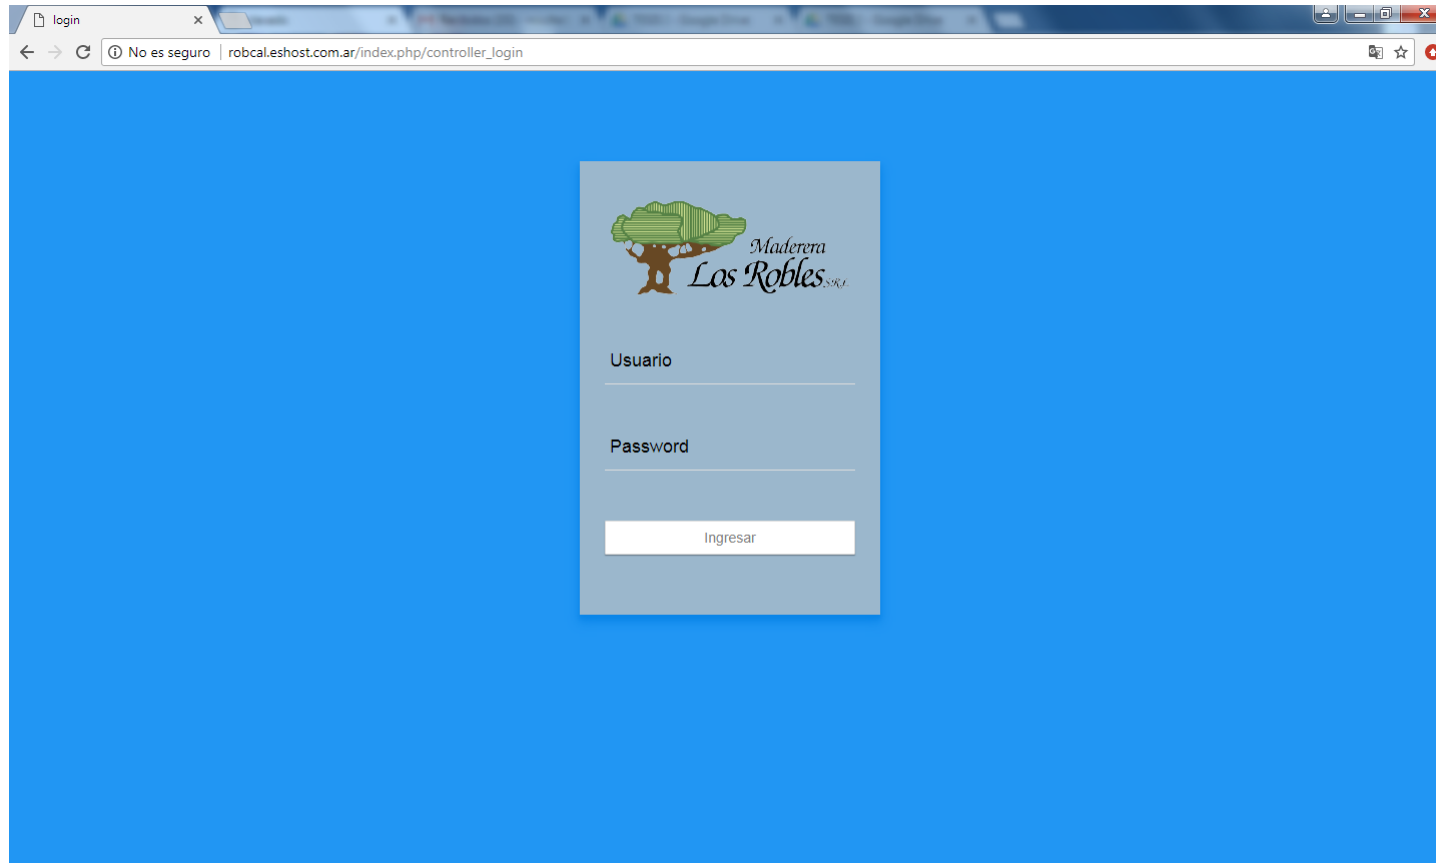 login
No es seguro robcal.eshost.com.ar/index.php/controller_login
Maderera
Los Robles S.R.L.
Usuario
Password
Ingresar